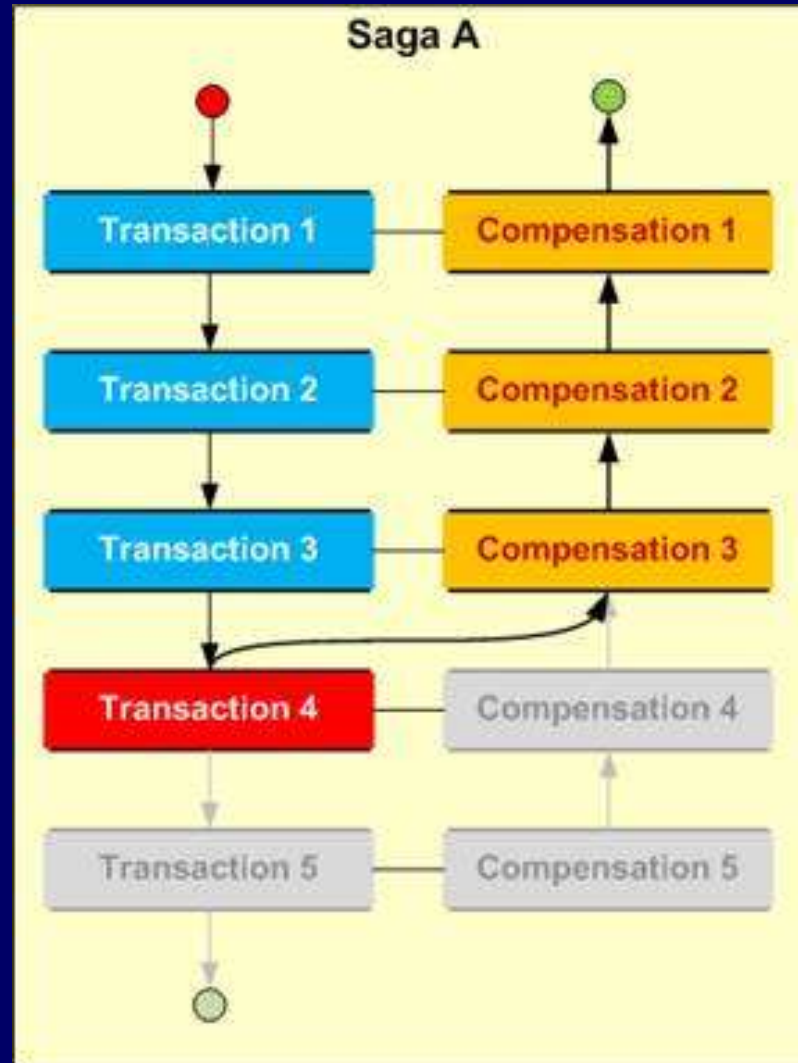 Saga A
Transaction 1
Compensation 1
Transaction 2
Compensation 2
Transaction 3
Compensation 3
Transaction 4
Compensation 4
Transaction 5
Compensation 5